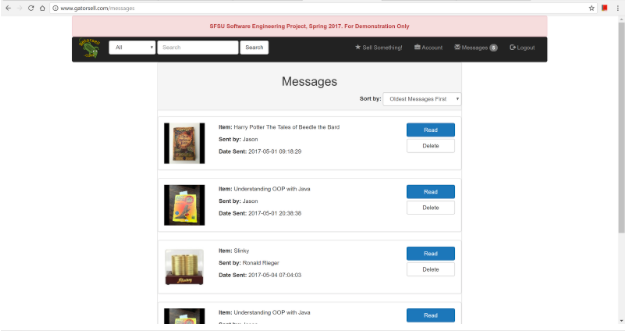 www.gatorsell.com/messages
SFSU Software Engineering Project, Spring 2017. For Demonstration Only
All
Search
Search
Sell Something!
Account
Messages
Logout
Messages
Sort by: Oldest Messages First
Item: Harry Potter The Tales of Beedle the Bard
Sent by: Jason
Date Sent: 2017-05-01 09:18:29
Read
Delete
Item: Understanding OOP with Java
Sent by: Jason
Date Sent: 2017-05-01 20:38:38
Read
Delete
Item: Slinky
Sent by: Ronald Rieger
Date Sent: 2017-05-04 07:04:03
Read
Delete
Item: Understanding OOP with Java
Read
Sent by: Jason